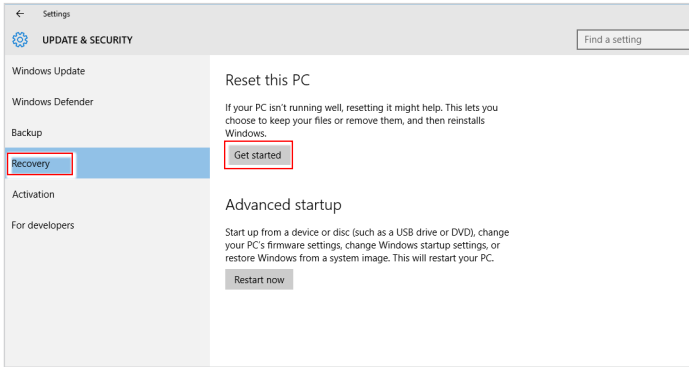 Settings
UPDATE & SECURITY
Find a setting
Windows Update
Windows Defender
Backup
Recovery
Activation
For developers
Reset this PC
If your PC isn't running well, resetting it might help. This lets you
choose to keep your files or remove them, and then reinstalls
Windows.
Get started
Advanced startup
Start up from a device or disc (such as a USB drive or DVD), change
your PC's firmware settings, change Windows startup settings, or
restore Windows from a system image. This will restart your PC.
Restart now